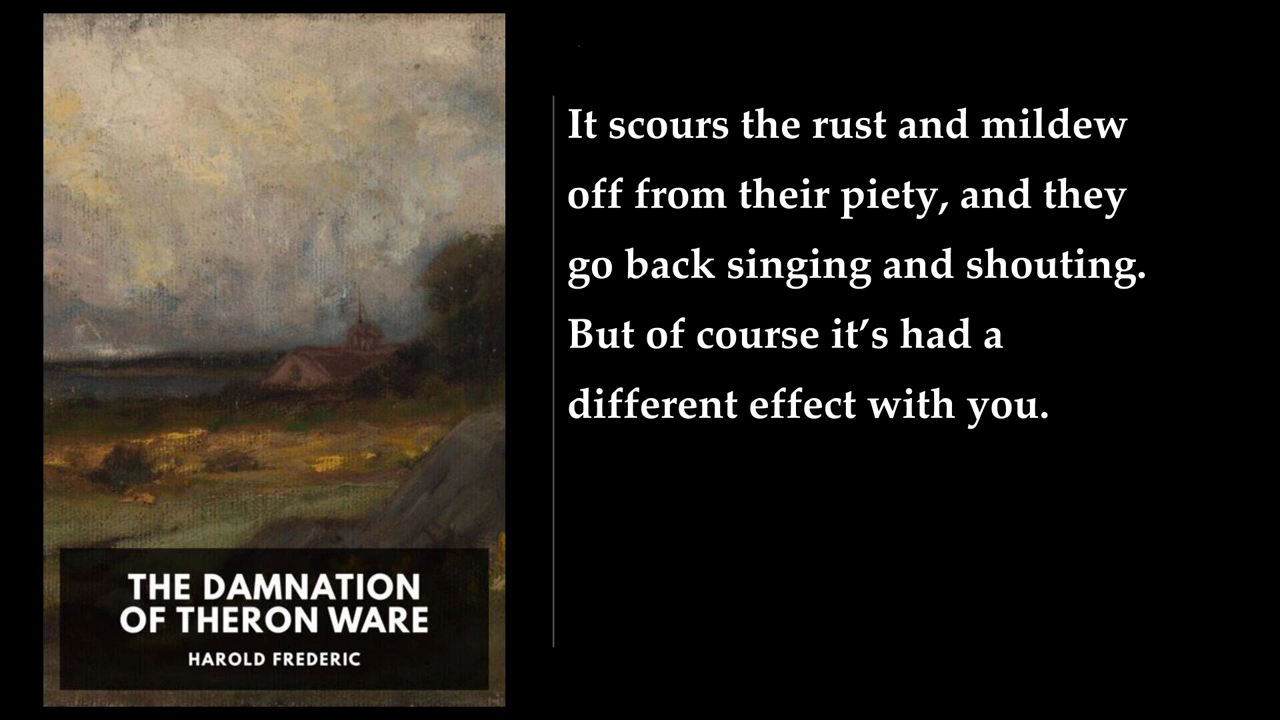 THE DAMNATION
OF THERON WARE
HAROLD FREDERIC
It scours the rust and mildew
off from their piety, and they
go back singing and shouting.
But of course it’s had a
different effect with you.